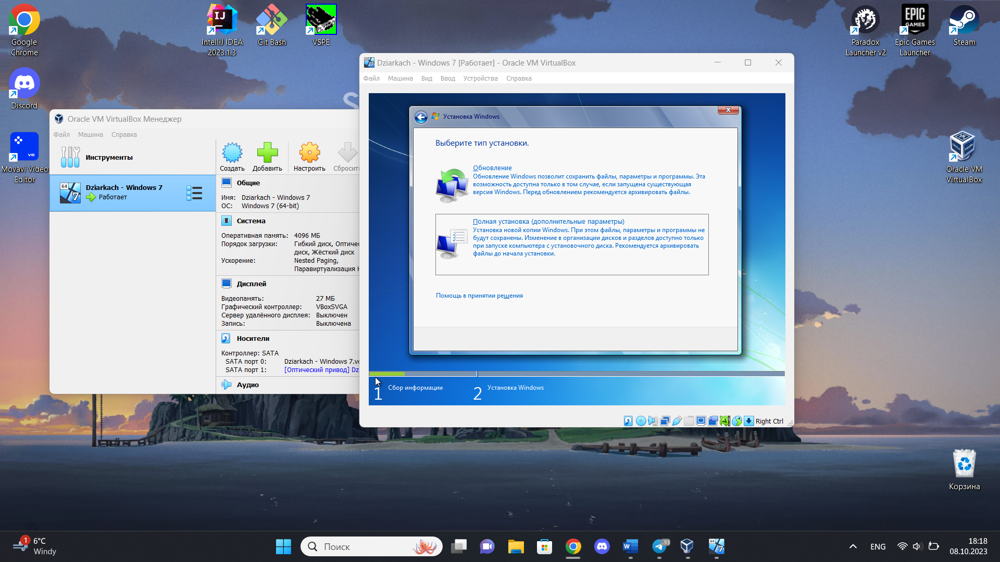 Google
Chrome
IntelliJ IDEA
2023.1.3
Git Bash
VSPE
Paradox
Launcher v2
EPIC
GAMES
Epic Games
Launcher
Steam
Discord
ve
Movavi Video
Editor
Oracle VM
VirtualBox
Корзина
S
Oracle VM VirtualBox Менеджер
Файл Машина Справка
Инструменты
64
7
Dziarkach - Windows 7
Работает
Создать Добавить Настроить Сбросить
Общие
Имя: Dziarkach - Windows 7
ОС: Windows 7 (64-bit)
Система
Оперативная память: 4096 МБ
Порядок загрузки: Гибкий диск, Оптичес
диск, Жёсткий диск
Ускорение: Nested Paging,
Паравиртуализация H
Дисплей
Видеопамять: 27 МБ
Графический контроллер: VBoxSVGA
Сервер удалённого дисплея: Выключен
Запись: Выключена
Носители
Контроллер: SATA
SATA порт 0: Dziarkach - Windows 7.vd
SATA порт 1: [Оптический привод] Dz
Аудио
Dziarkach - Windows 7 [Работает] - Oracle VM VirtualBox
Файл Машина Вид Ввод Устройства Справка
Установка Windows
Выберите тип установки.
Обновление
Обновление Windows позволит сохранить файлы, параметры и программы. Эта
возможность доступна только в том случае, если запущена существующая
версия Windows. Перед обновлением рекомендуется архивировать файлы.
Полная установка (дополнительные параметры)
Установка новой копии Windows. При этом файлы, параметры и программы не
будут сохранены. Изменение в организации дисков и разделов доступно только
при запуске компьютера с установочного диска. Рекомендуется архивировать
файлы до начала установки.
Помощь в принятии решения
1 Сбор информации 2 Установка Windows
Right Ctrl
1
6°C
Windy
Поиск
93
ENG
18:18
08.10.2023